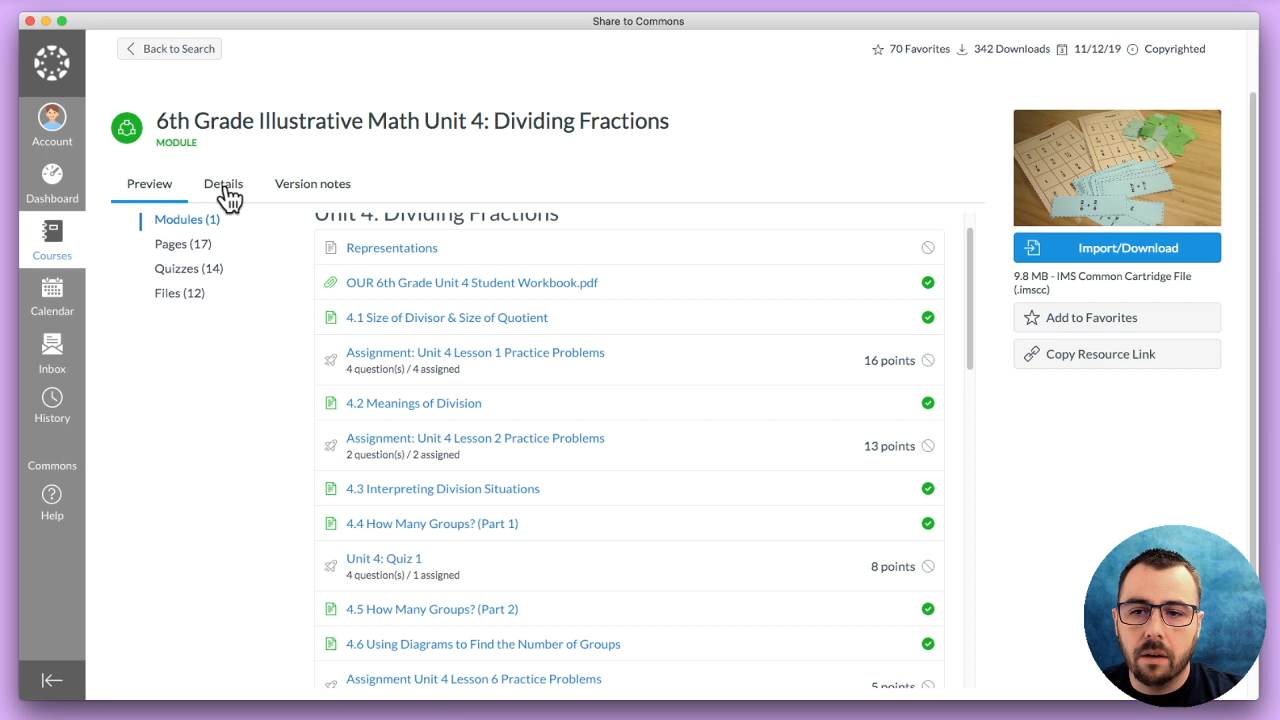 Share to Commons
Back to Search
70 Favorites
342 Downloads
11/12/19
Copyrighted
6th Grade Illustrative Math Unit 4: Dividing Fractions
MODULE
Preview
Details
Version notes
Account
Dashboard
Courses
Calendar
Inbox
History
Commons
Help
Modules (1)
Pages (17)
Quizzes (14)
Files (12)
Unit 4: Dividing Fractions
Representations
OUR 6th Grade Unit 4 Student Workbook.pdf
4.1 Size of Divisor & Size of Quotient
Assignment: Unit 4 Lesson 1 Practice Problems
4 question(s) / 4 assigned
16 points
4.2 Meanings of Division
Assignment: Unit 4 Lesson 2 Practice Problems
2 question(s) / 2 assigned
13 points
4.3 Interpreting Division Situations
4.4 How Many Groups? (Part 1)
Unit 4: Quiz 1
4 question(s) / 1 assigned
8 points
4.5 How Many Groups? (Part 2)
4.6 Using Diagrams to Find the Number of Groups
Assignment Unit 4 Lesson 6 Practice Problems
5 points
Import/Download
9.8 MB - IMS Common Cartridge File
(.imscc)
Add to Favorites
Copy Resource Link